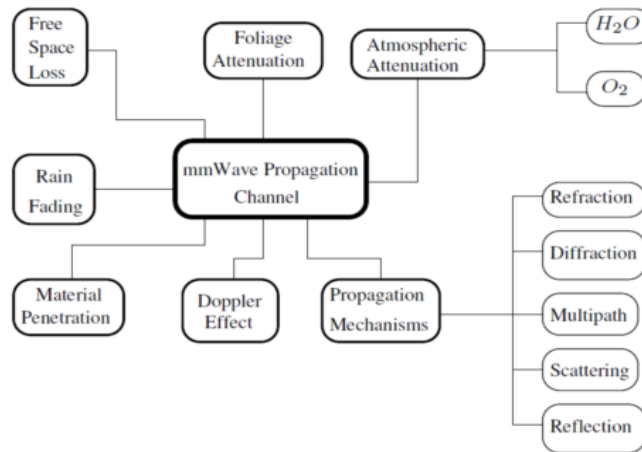 Free
Space
Loss
Foliage
Attenuation
Atmospheric
Attenuation
H₂O
O₂
mmWave Propagation
Channel
Rain
Fading
Material
Penetration
Doppler
Effect
Propagation
Mechanisms
Refraction
Diffraction
Multipath
Scattering
Reflection